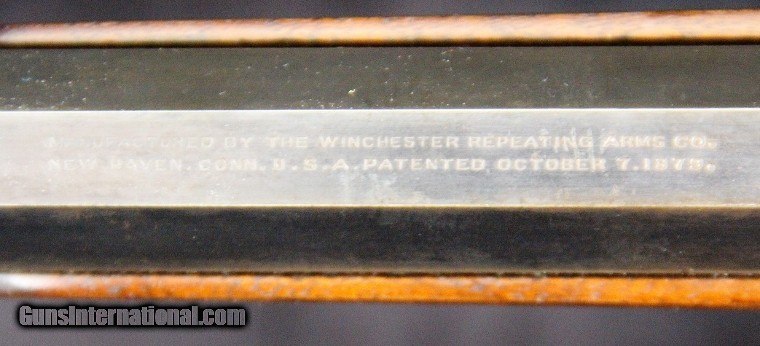 MANUFACTURED BY THE WINCHESTER REPEATING ARMS CO.
NEW HAVEN. CONN. U.S.A. PATENTED OCTOBER 7. 1879.
GunsInternational.com